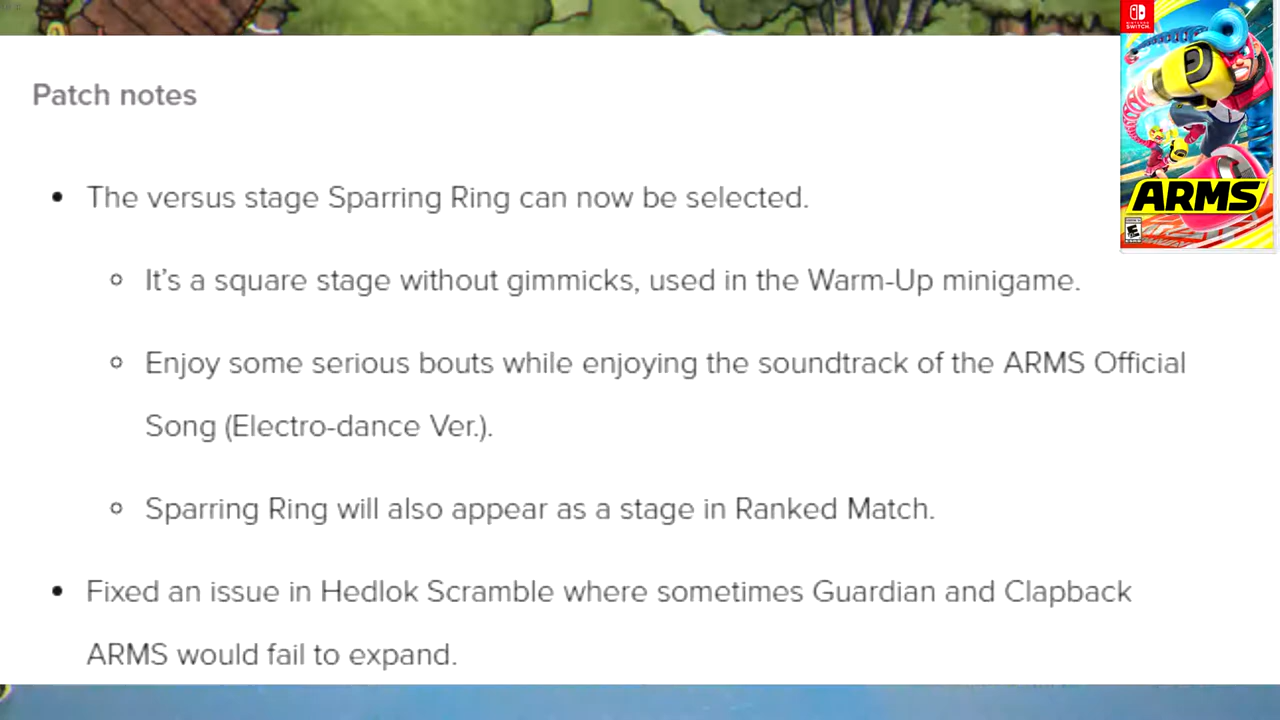 Patch notes
• The versus stage Sparring Ring can now be selected.
○ It’s a square stage without gimmicks, used in the Warm-Up minigame.
○ Enjoy some serious bouts while enjoying the soundtrack of the ARMS Official
Song (Electro-dance Ver.).
○ Sparring Ring will also appear as a stage in Ranked Match.
• Fixed an issue in Hedlok Scramble where sometimes Guardian and Clapback
ARMS would fail to expand.
NINTENDO
SWITCH
ARMS
E